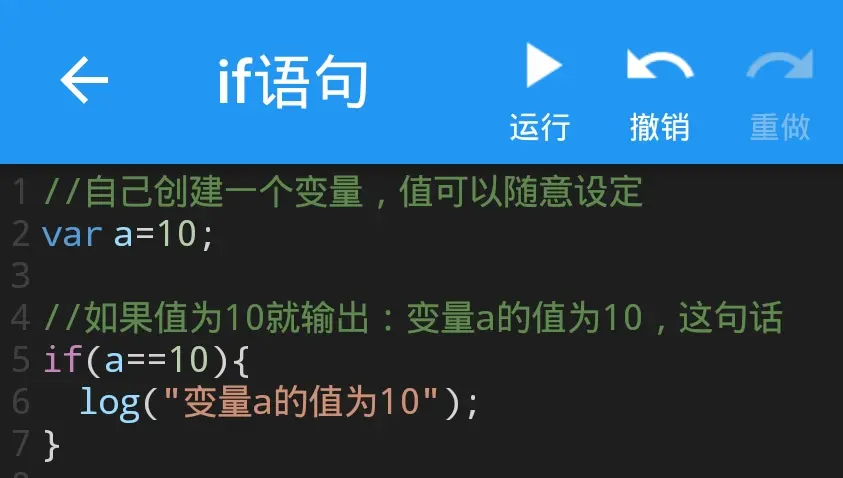 if语句
运行 撤销 重做
1 //自己创建一个变量，值可以随意设定
2 var a=10;
3
4 //如果值为10就输出：变量a的值为10，这句话
5 if(a==10){
6   log("变量a的值为10");
7 }